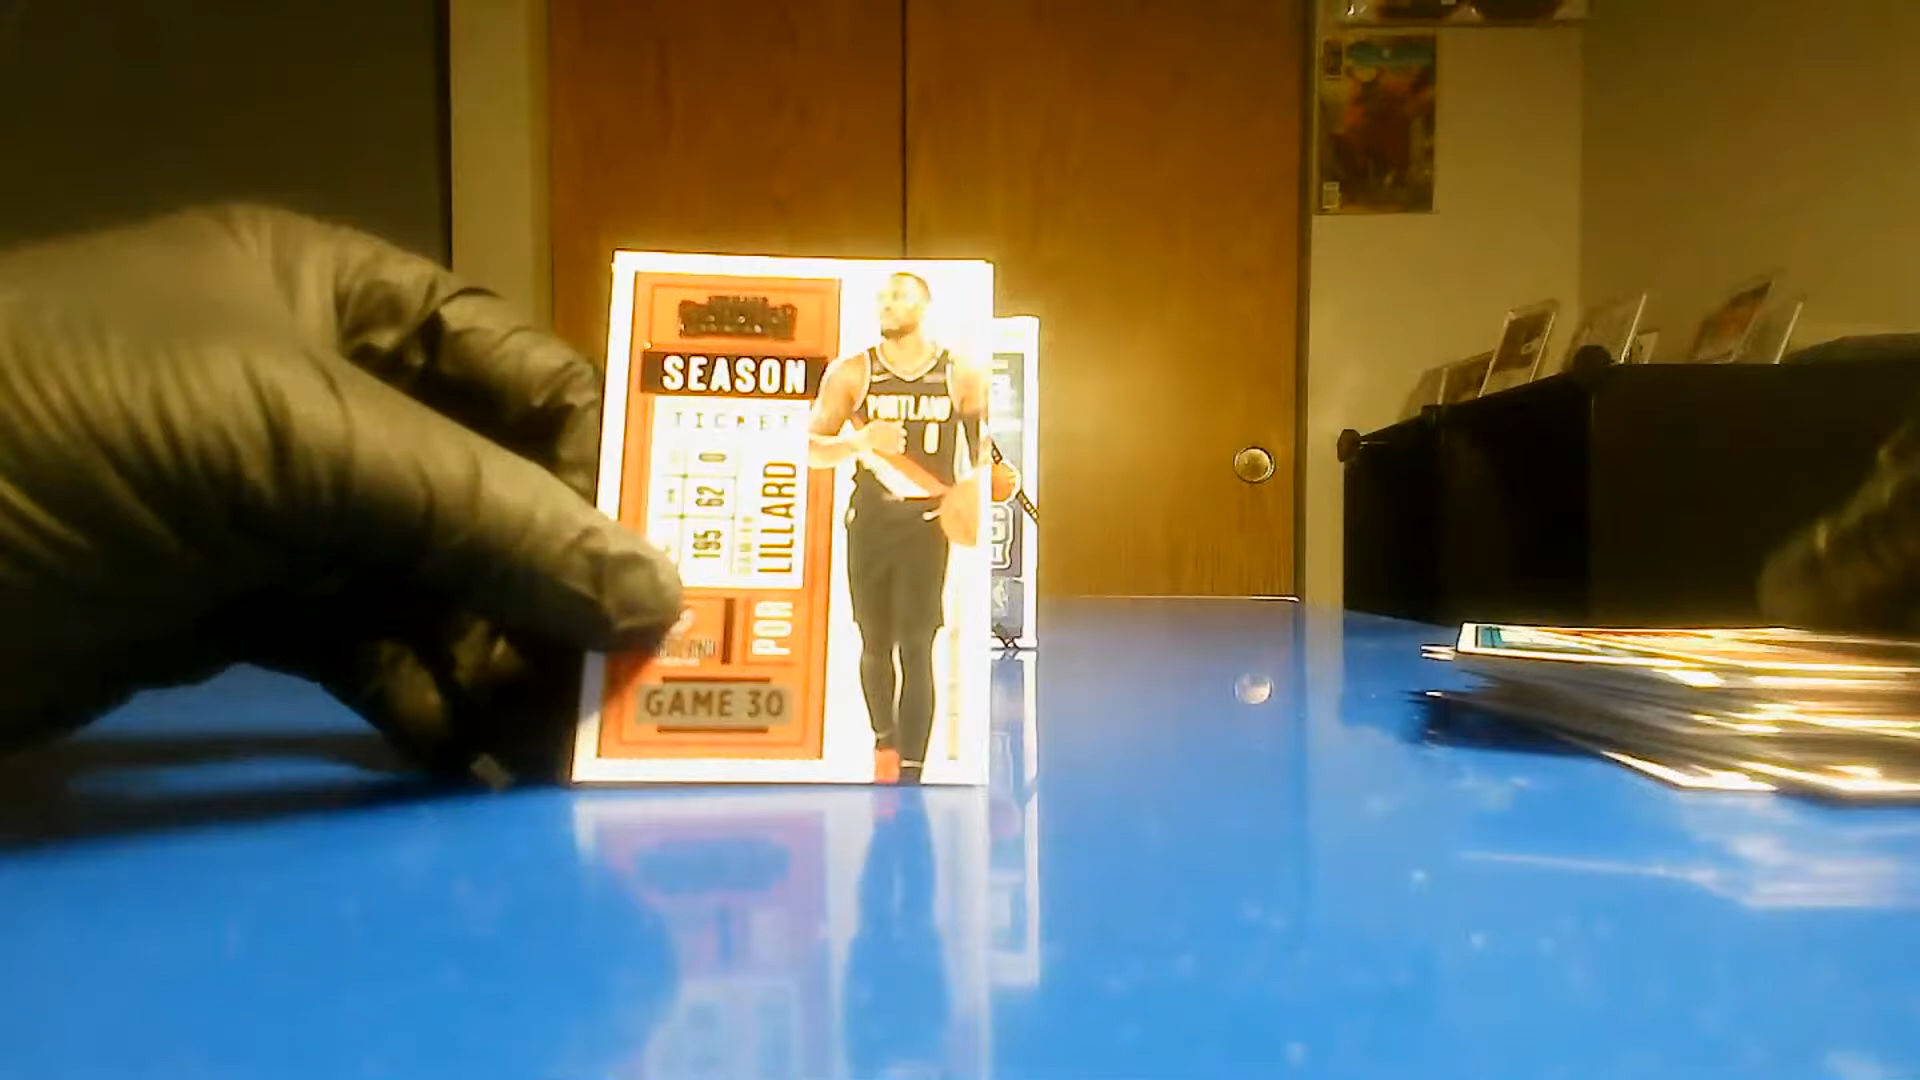 SEASON
TICKET
0
62
195
LILLARD
POR
GAME 30
PORTLAND
0